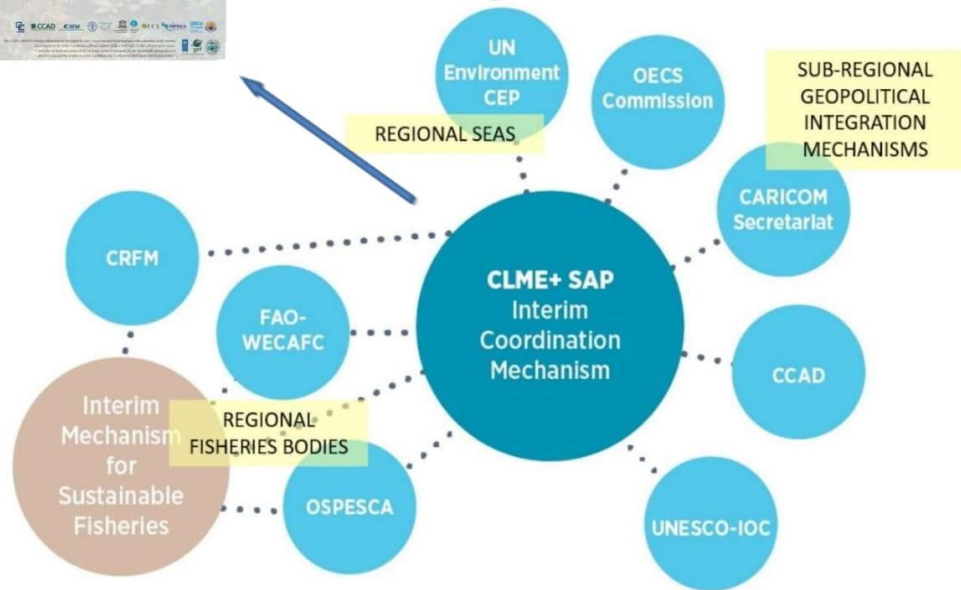 CCAD
UN
Environment
CEP
OECS
Commission
SUB-REGIONAL
GEOPOLITICAL
INTEGRATION
MECHANISMS
REGIONAL SEAS
CARICOM
Secretariat
CRFM
CLME+ SAP
Interim
Coordination
Mechanism
FAO-
WECAFC
CCAD
Interim
Mechanism
for
Sustainable
Fisheries
REGIONAL
FISHERIES BODIES
OSPESCA
UNESCO-IOC